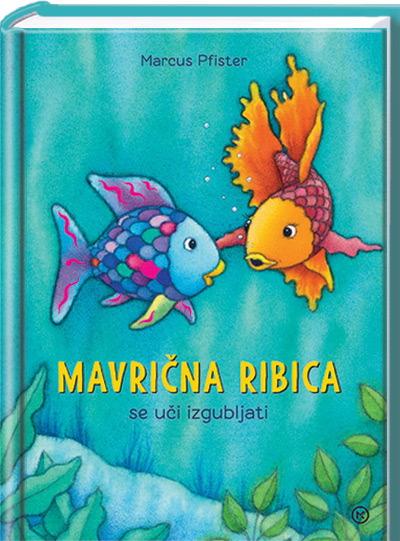 Marcus Pfister
MAVRIČNA RIBICA
se uči izgubljati